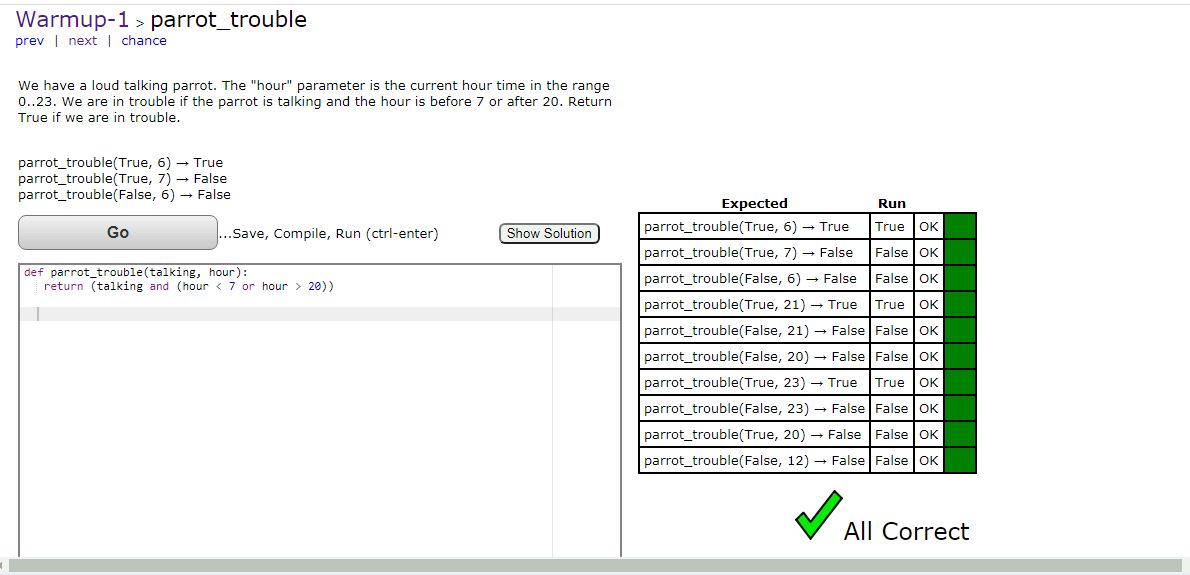 Warmup-1 > parrot_trouble
prev | next | chance
We have a loud talking parrot. The "hour" parameter is the current hour time in the range
0..23. We are in trouble if the parrot is talking and the hour is before 7 or after 20. Return
True if we are in trouble.
parrot_trouble(True, 6) → True
parrot_trouble(True, 7) → False
parrot_trouble(False, 6) → False
Go ...Save, Compile, Run (ctrl-enter) Show Solution
def parrot_trouble(talking, hour):
return (talking and (hour < 7 or hour > 20))
Expected Run
parrot_trouble(True, 6) → True True OK
parrot_trouble(True, 7) → False False OK
parrot_trouble(False, 6) → False False OK
parrot_trouble(True, 21) → True True OK
parrot_trouble(False, 21) → False False OK
parrot_trouble(False, 20) → False False OK
parrot_trouble(True, 23) → True True OK
parrot_trouble(False, 23) → False False OK
parrot_trouble(True, 20) → False False OK
parrot_trouble(False, 12) → False False OK
All Correct